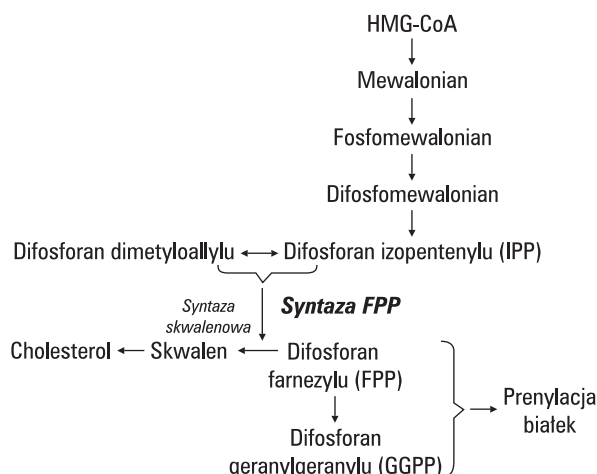 HMG-CoA
Mewalonian
Fosfomewalonian
Difosfomewalonian
Difosforan dimetyloallylu
Difosforan izopentenylu (IPP)
Syntaza
skwalenowa
Syntaza FPP
Cholesterol
Skwalen
Difosforan
farnezylu (FPP)
Prenylacja
białek
Difosforan
geranylgeranylu (GGPP)